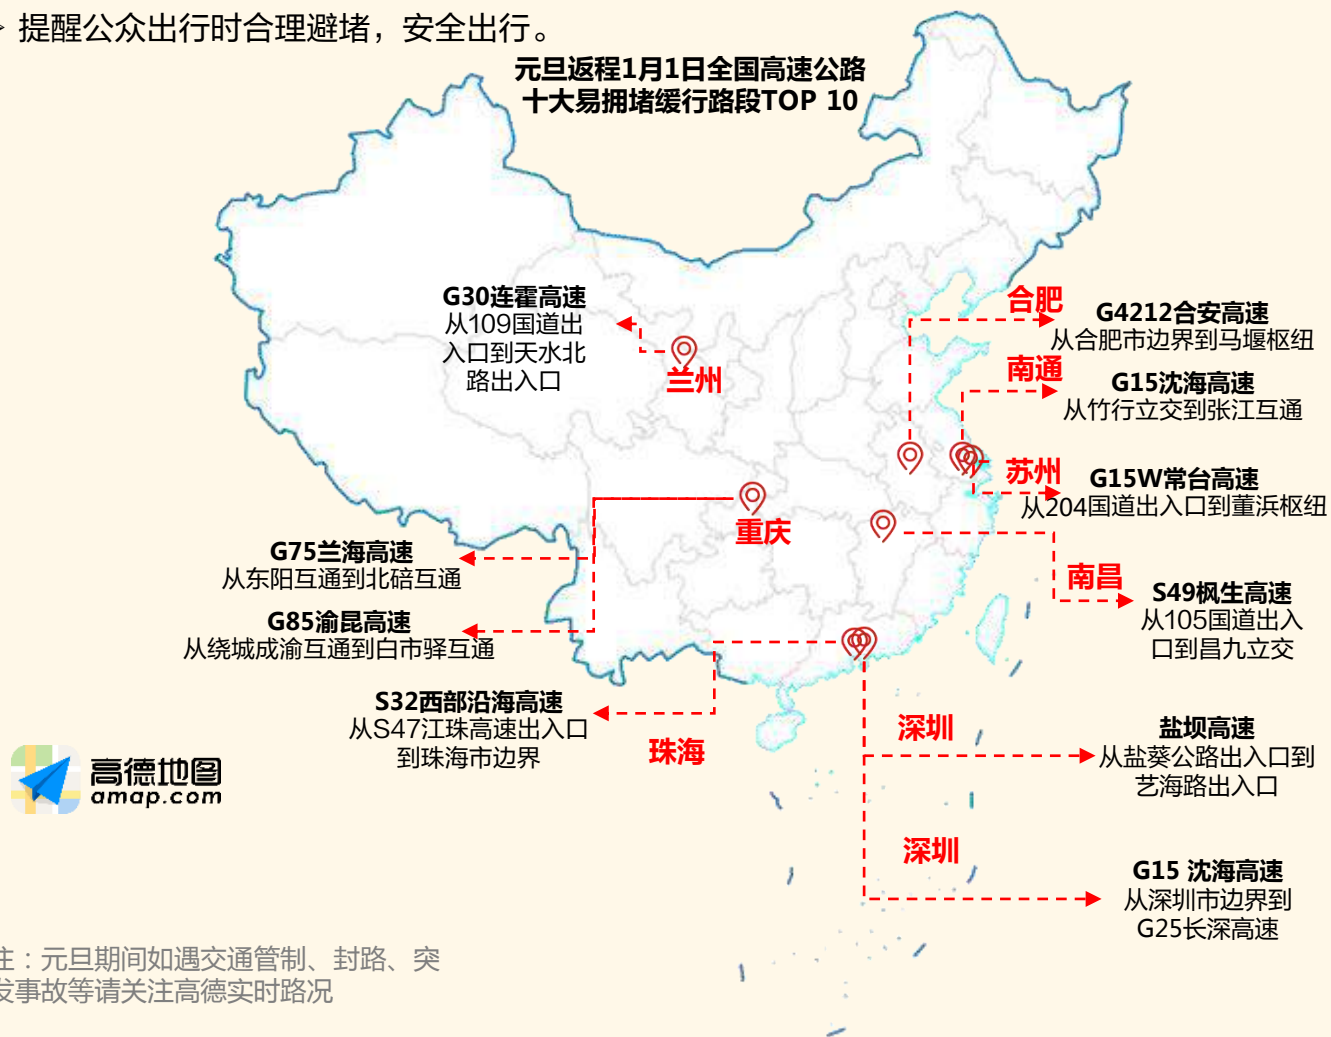 提醒公众出行时合理避堵，安全出行。
元旦返程1月1日全国高速公路
十大易拥堵缓行路段TOP 10
G30连霍高速
从109国道出
入口到天水北
路出入口
兰州
合肥
G4212合安高速
从合肥市边界到马堰枢纽
南通
G15沈海高速
从竹行立交到张江互通
苏州
G15W常台高速
从204国道出入口到董浜枢纽
重庆
G75兰海高速
从东阳互通到北碚互通
G85渝昆高速
从绕城成渝互通到白市驿互通
南昌
S49枫生高速
从105国道出入
口到昌九立交
S32西部沿海高速
从S47江珠高速出入口
到珠海市边界
珠海
深圳
盐坝高速
从盐葵公路出入口到
艺海路出入口
深圳
G15 沈海高速
从深圳市边界到
G25长深高速
高德地图
amap.com
注：元旦期间如遇交通管制、封路、突
发事故等请关注高德实时路况